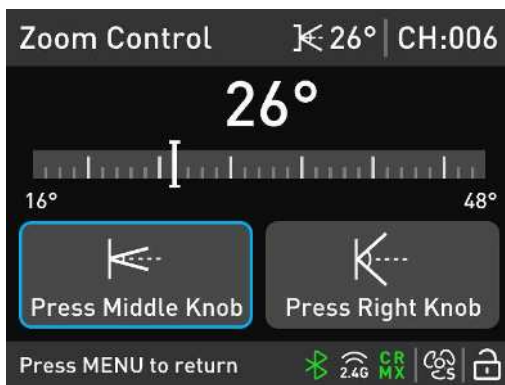 Zoom Control 26° CH:006
26°
16° 48°
Press Middle Knob Press Right Knob
Press MENU to return 2.4G CR MX S